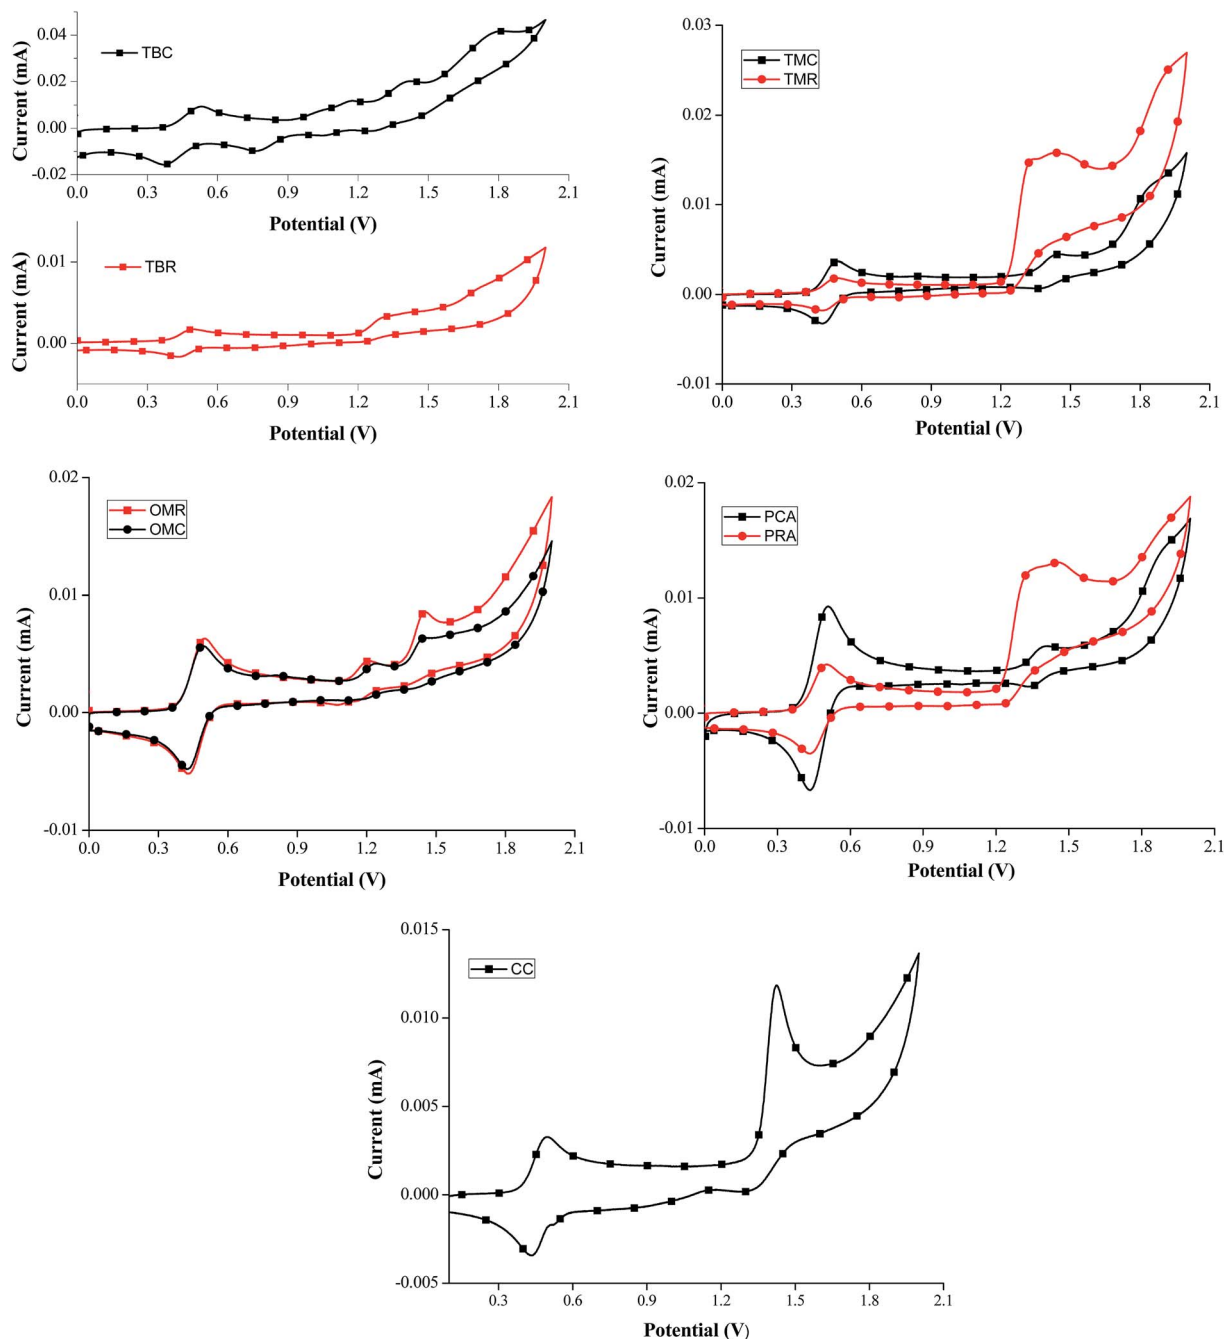 0.04
0.02
0.00
-0.02
Current (mA)
TBC
0.0 0.3 0.6 0.9 1.2 1.5 1.8 2.1
Potential (V)
0.01
0.00
Current (mA)
TBR
0.0 0.3 0.6 0.9 1.2 1.5 1.8 2.1
Potential (V)
0.03
0.02
0.01
0.00
-0.01
Current (mA)
TMC
TMR
0.0 0.3 0.6 0.9 1.2 1.5 1.8 2.1
Potential (V)
0.02
0.01
0.00
-0.01
Current (mA)
OMR
OMC
0.0 0.3 0.6 0.9 1.2 1.5 1.8 2.1
Potential (V)
0.02
0.01
0.00
-0.01
Current (mA)
PCA
PRA
0.0 0.3 0.6 0.9 1.2 1.5 1.8 2.1
Potential (V)
0.015
0.010
0.005
0.000
-0.005
Current (mA)
CC
0.3 0.6 0.9 1.2 1.5 1.8 2.1
Potential (V)